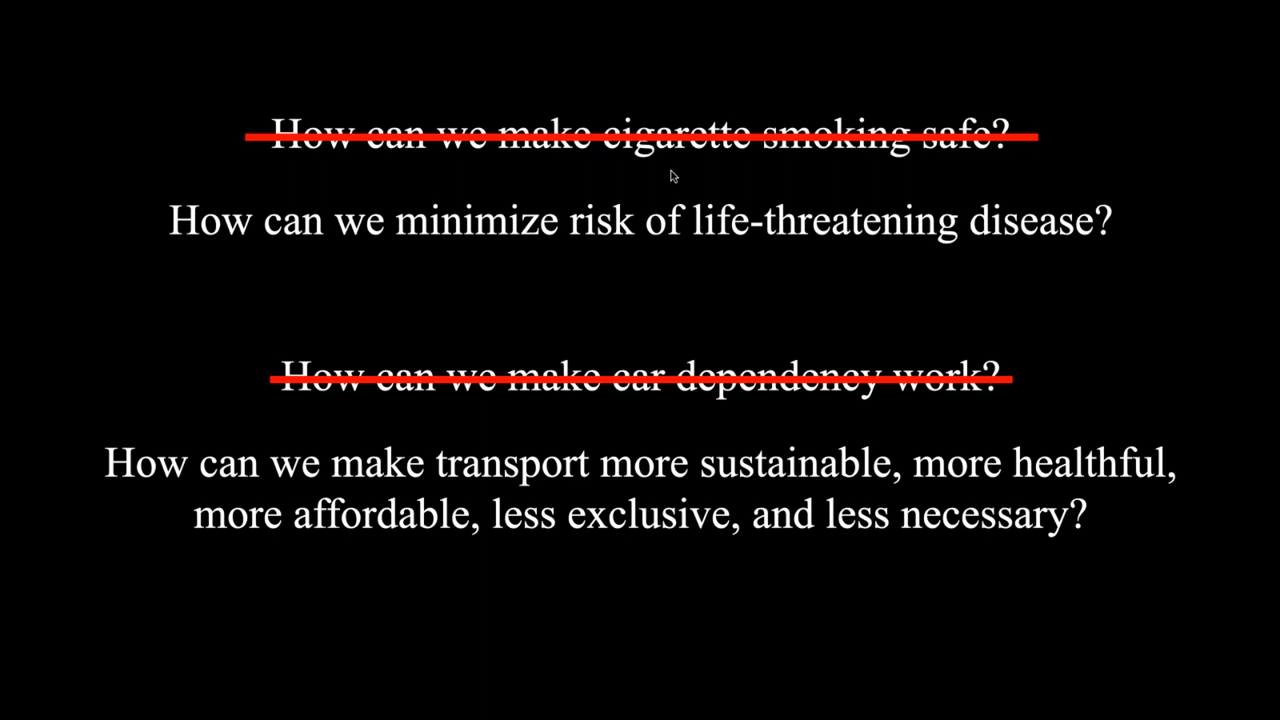 How can we make cigarette smoking safe?
How can we minimize risk of life-threatening disease?
How can we make car dependency work?
How can we make transport more sustainable, more healthful,
more affordable, less exclusive, and less necessary?